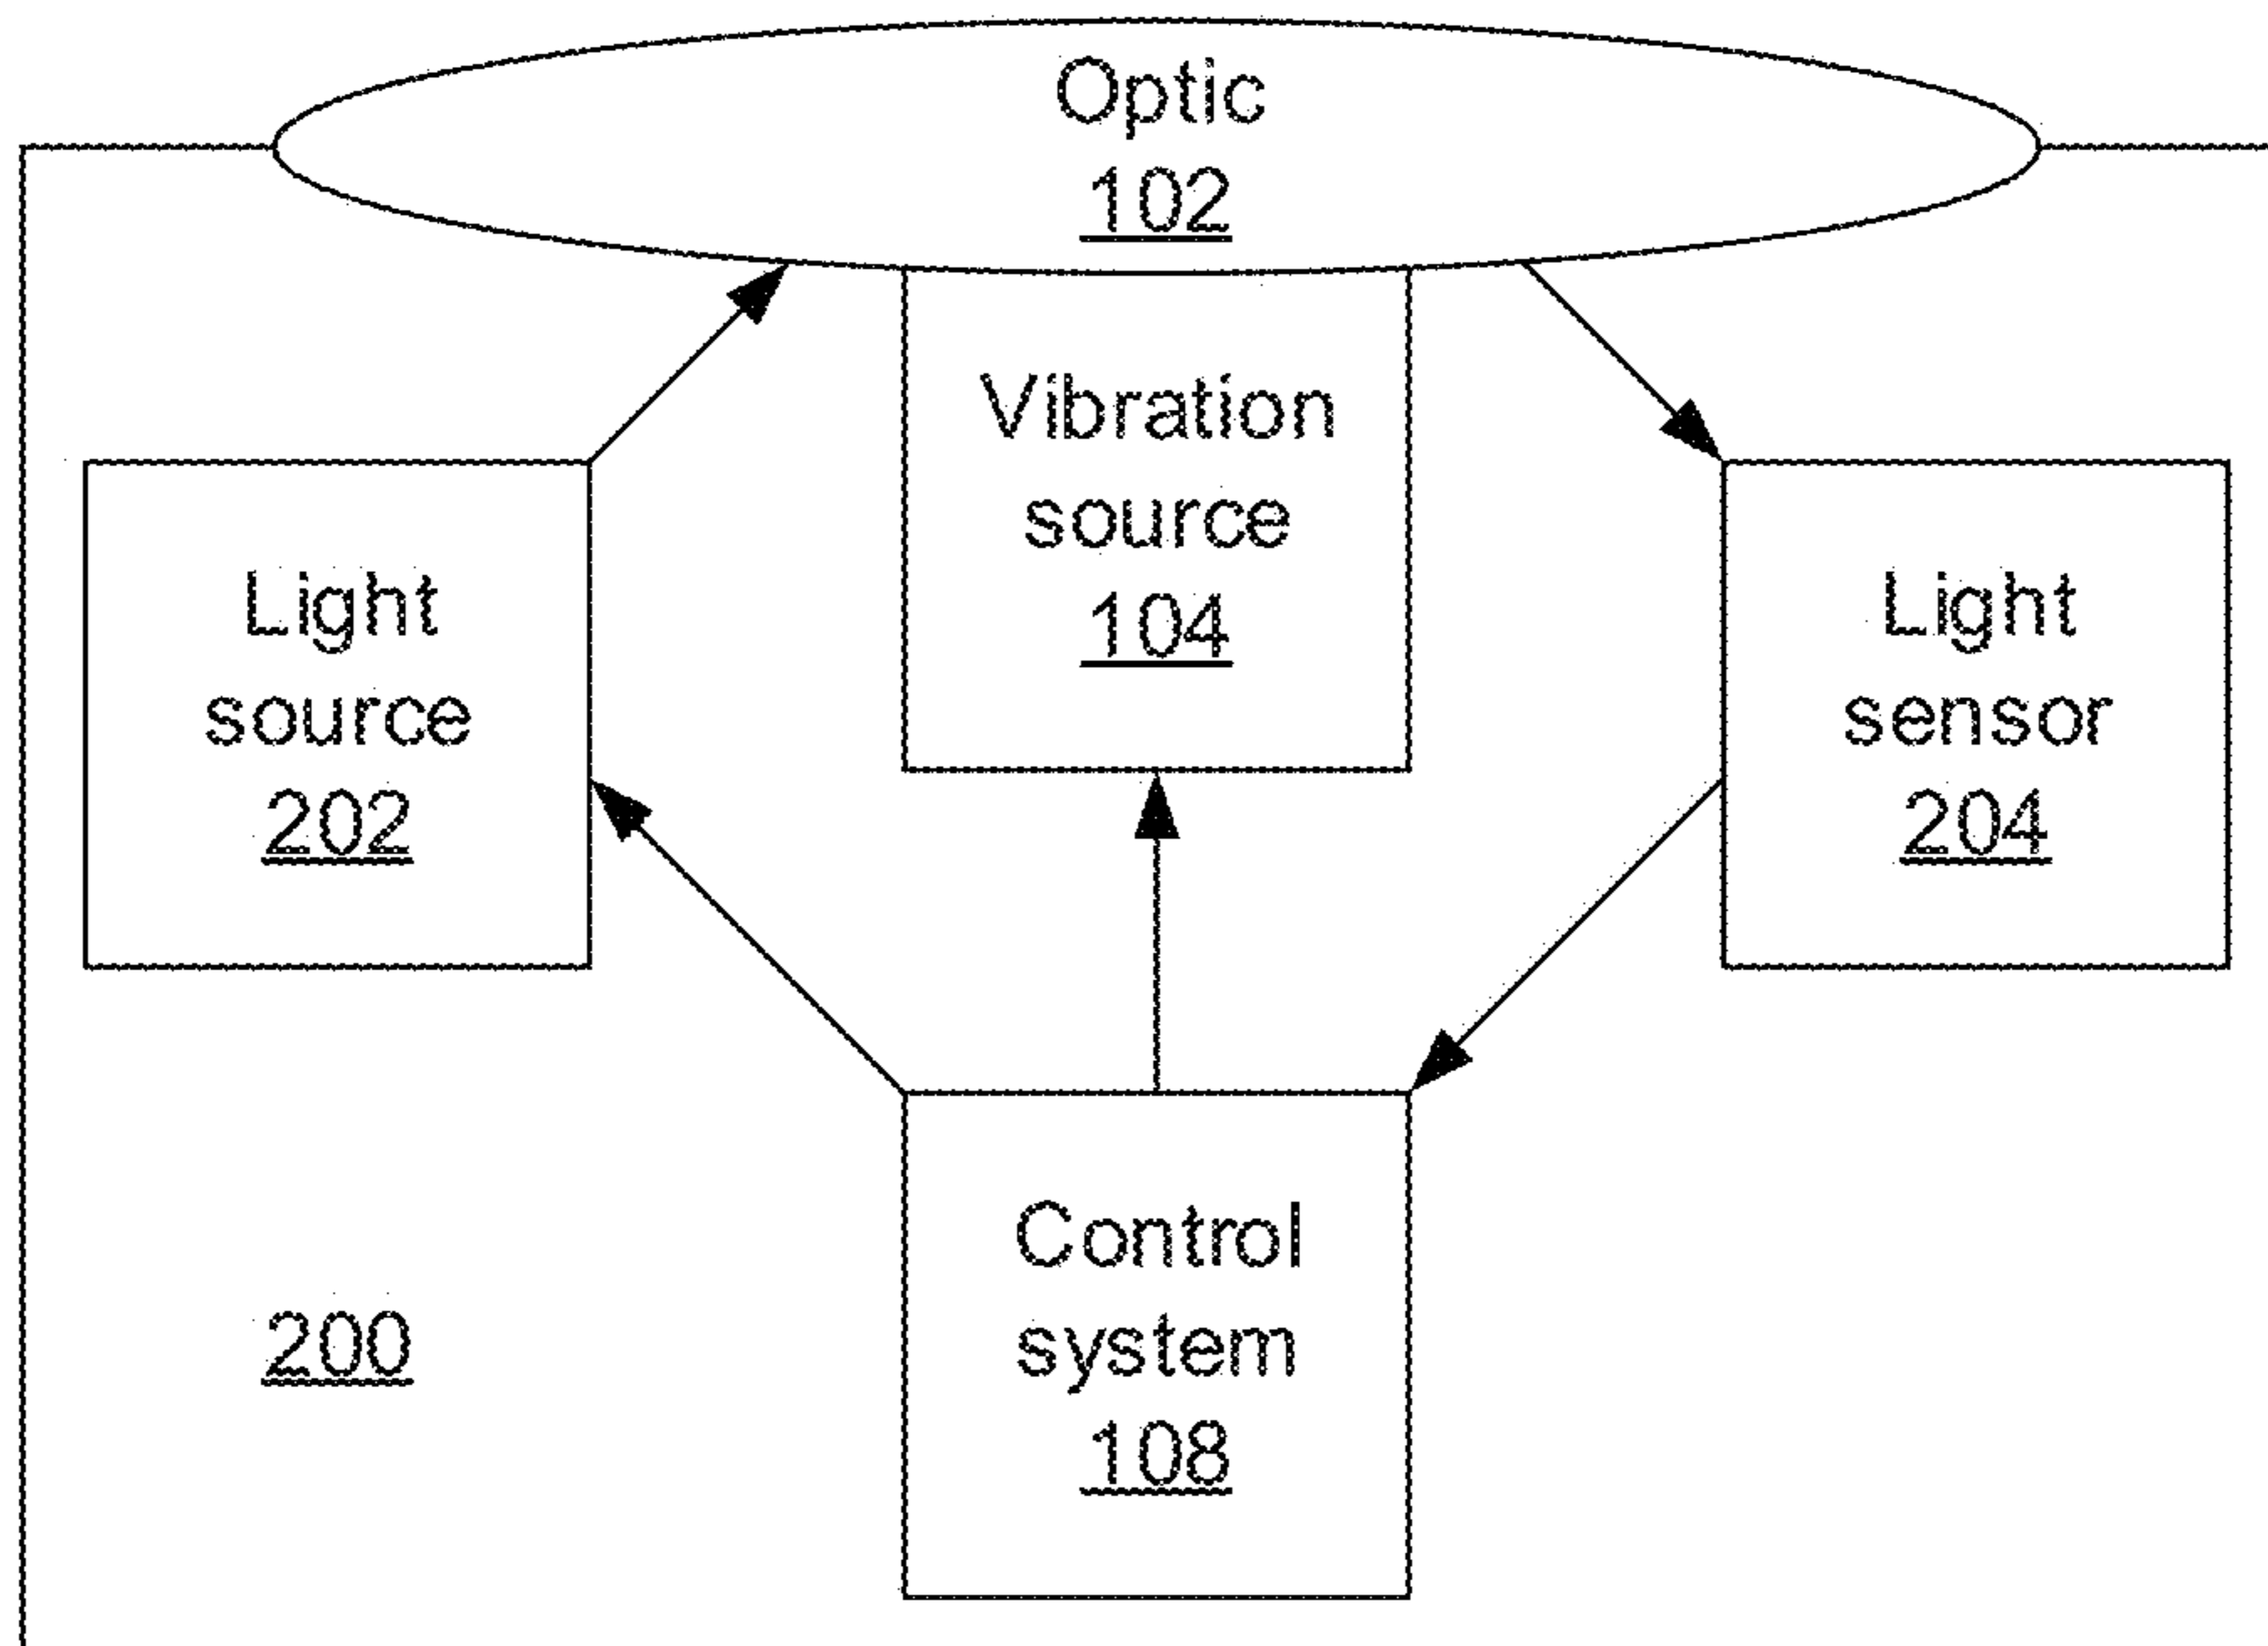 Optic
102
Vibration
source
104
Light
source
202
Light
sensor
204
Control
system
108
200